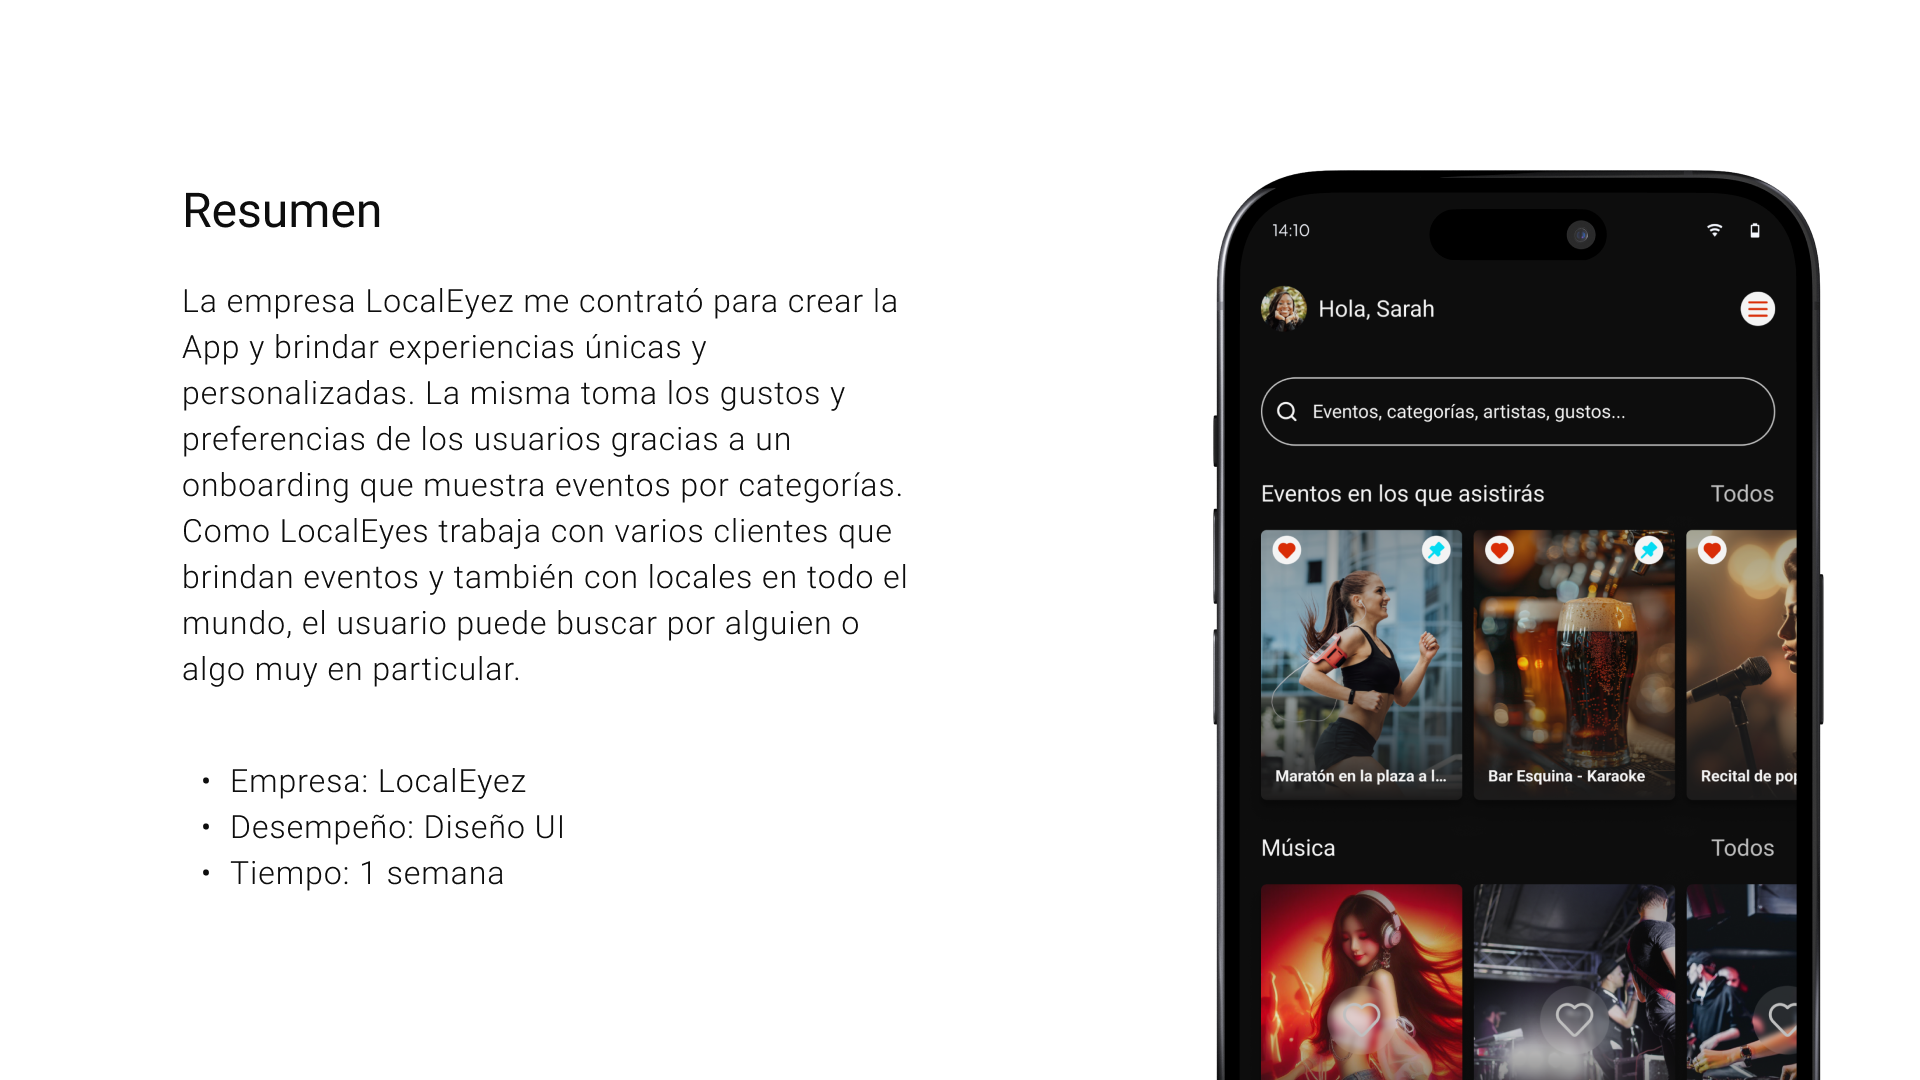 Resumen
La empresa LocalEyez me contrató para crear la
App y brindar experiencias únicas y
personalizadas. La misma toma los gustos y
preferencias de los usuarios gracias a un
onboarding que muestra eventos por categorías.
Como LocalEyes trabaja con varios clientes que
brindan eventos y también con locales en todo el
mundo, el usuario puede buscar por alguien o
algo muy en particular.
• Empresa: LocalEyez
• Desempeño: Diseño UI
• Tiempo: 1 semana
14:10
Hola, Sarah
Eventos, categorías, artistas, gustos...
Eventos en los que asistirás Todos
Maratón en la plaza a l... Bar Esquina - Karaoke Recital de pop
Música Todos